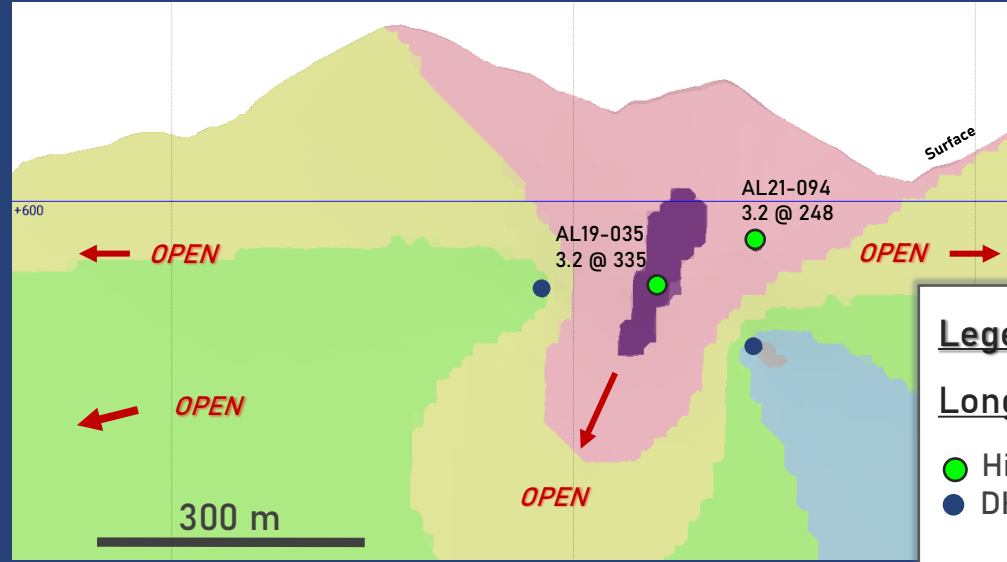 Surface
+600
AL21-094
3.2 @ 248
AL19-035
3.2 @ 335
OPEN
OPEN
OPEN
OPEN
300 m